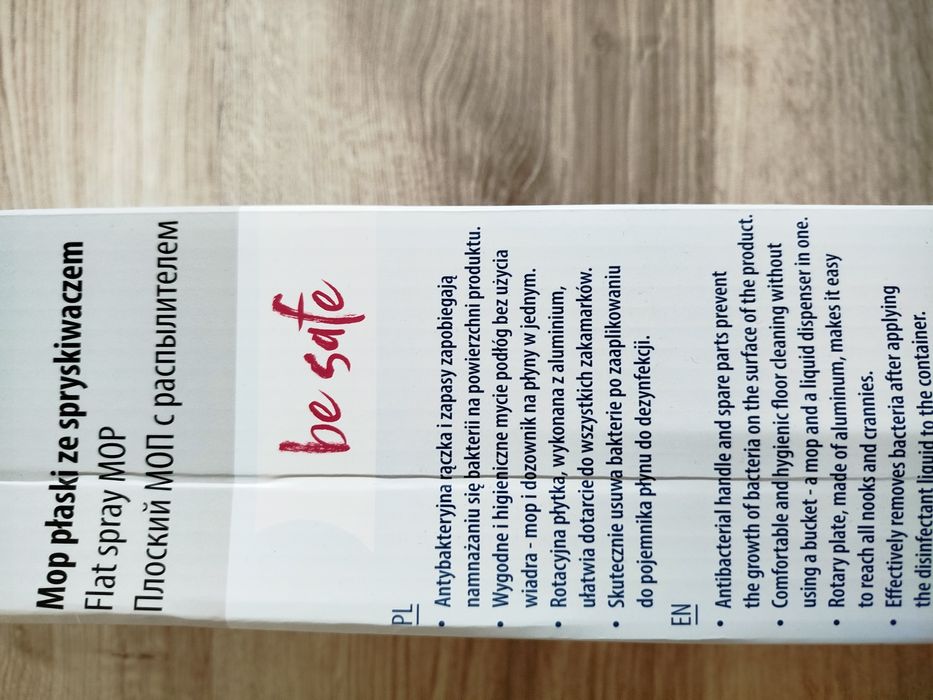 Mop płaski ze spryskiwaczem
Flat spray MOP
Плоский МОП с распылителем
be safe
PL
• Antybakteryjna rączka i zapasy zapobiegają
namnażaniu się bakterii na powierzchni produktu.
• Wygodne i higieniczne mycie podłóg bez użycia
wiadra - mop i dozownik na płyny w jednym.
• Rotacyjna płytka, wykonana z aluminium,
ułatwia dotarcie do wszystkich zakamarków.
• Skutecznie usuwa bakterie po zaaplikowaniu
do pojemnika płynu do dezynfekcji.
EN
• Antibacterial handle and spare parts prevent
the growth of bacteria on the surface of the product.
• Comfortable and hygienic floor cleaning without
using a bucket - a mop and a liquid dispenser in one.
• Rotary plate, made of aluminum, makes it easy
to reach all nooks and crannies.
• Effectively removes bacteria after applying
the disinfectant liquid to the container.